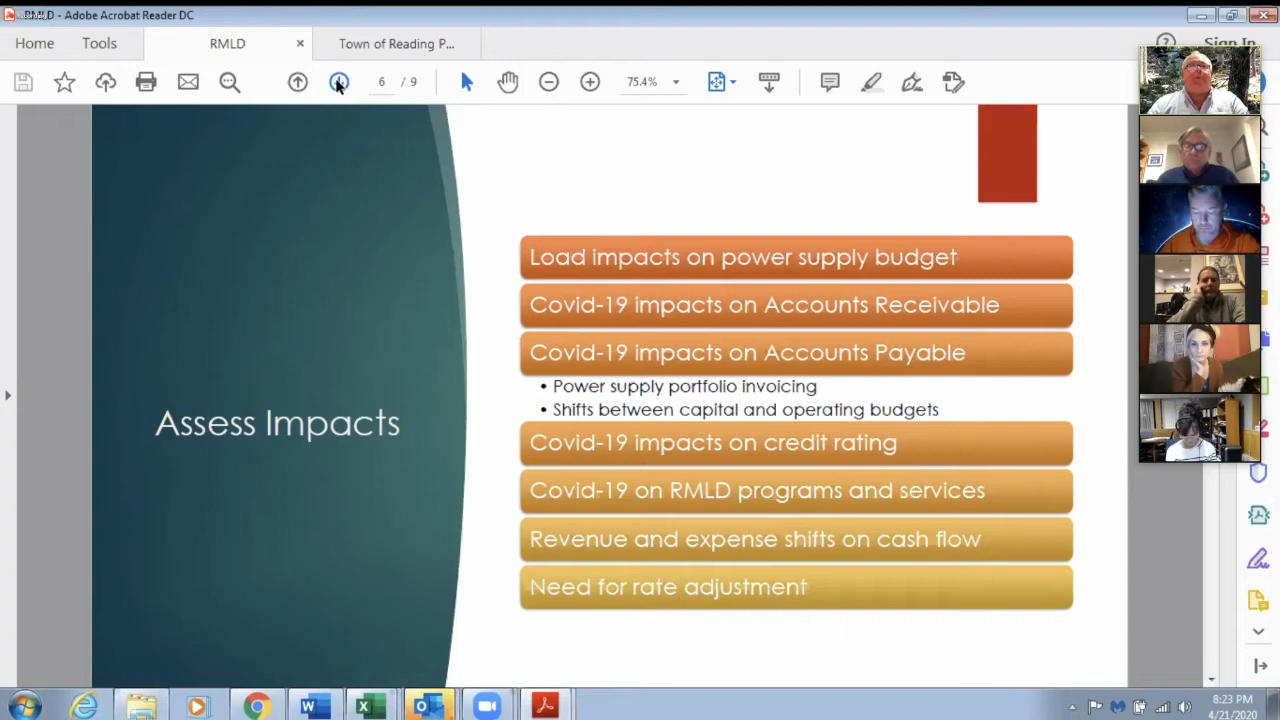 RMLD - Adobe Acrobat Reader DC
Home
Tools
RMLD
Town of Reading P...
Sign In
6 / 9
75.4%
Assess Impacts
Load impacts on power supply budget
Covid-19 impacts on Accounts Receivable
Covid-19 impacts on Accounts Payable
• Power supply portfolio invoicing
• Shifts between capital and operating budgets
Covid-19 impacts on credit rating
Covid-19 on RMLD programs and services
Revenue and expense shifts on cash flow
Need for rate adjustment
8:23 PM
4/21/2020